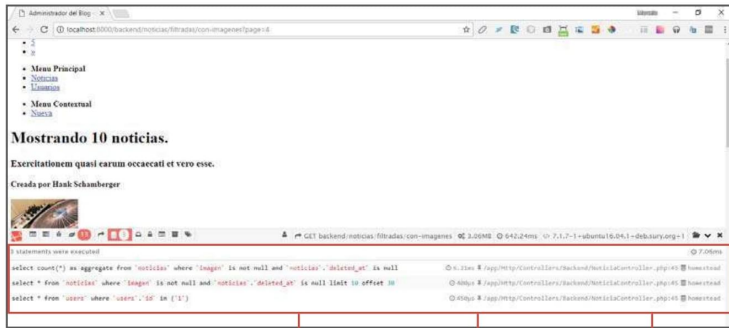 Administrador del Blog -
localhost:8000/backend/noticias/filtradas/con-imagenes?page=4
5
»
Menu Principal
Noticias
Usuarios
Menu Contextual
Nueva
Mostrando 10 noticias.
Exercitationem quasi earum occaecati et vero esse.
Creada por Hank Schamberger
GET backend/noticias/filtradas/con-imagenes 3.06MB 642.24ms 7.1.7-1+ubuntu16.04.1+deb.sury.org+1
statements were executed 7.06ms
select count(*) as aggregate from `noticias` where `imagen` is not null and `noticias`.`deleted_at` is null /app/Http/Controllers/Backend/NoticiaController.php:45 homestead
select * from `noticias` where `imagen` is not null and `noticias`.`deleted_at` is null limit 10 offset 30 /app/Http/Controllers/Backend/NoticiaController.php:45 homestead
select * from `users` where `users`.`id` in ('1') /app/Http/Controllers/Backend/NoticiaController.php:45 homestead